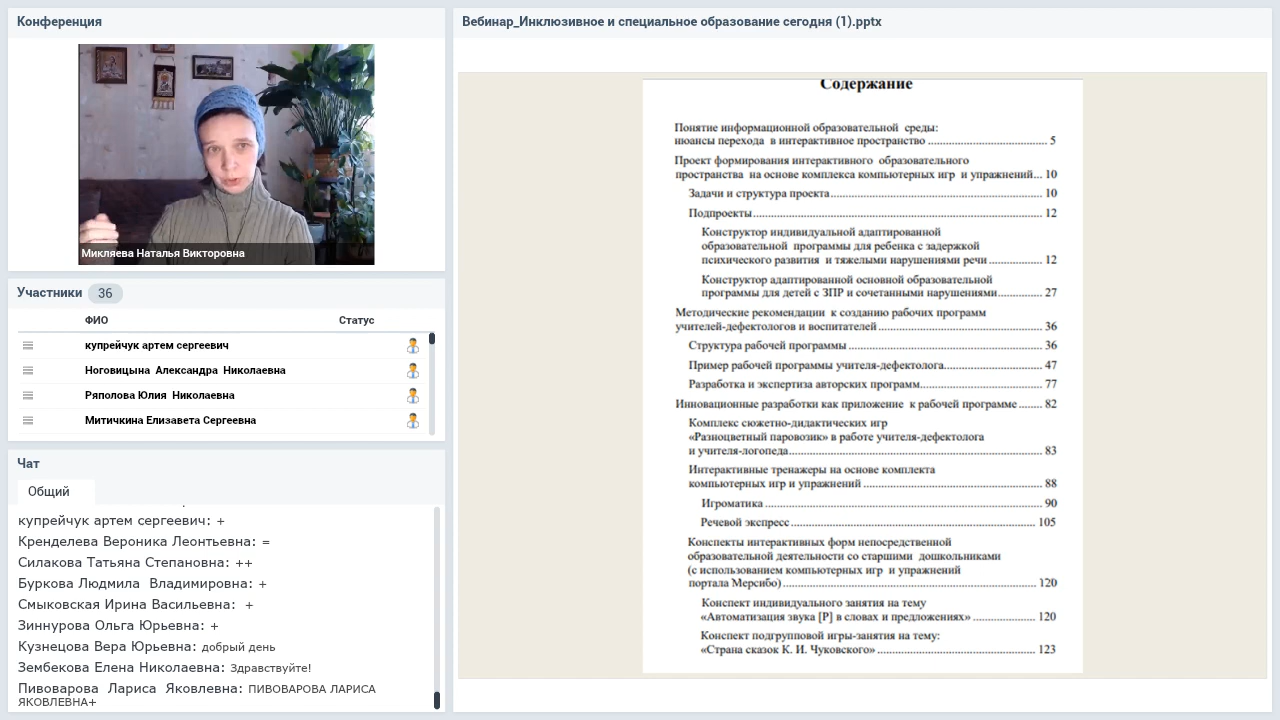 Конференция
Микляева Наталья Викторовна
Участники 36
ФИО Статус
купрейчук артем сергеевич
Ноговицына Александра Николаевна
Ряполова Юлия Николаевна
Митичкина Елизавета Сергеевна
Чат
Общий
купрейчук артем сергеевич: +
Кренделева Вероника Леонтьевна: =
Силакова Татьяна Степановна: ++
Буркова Людмила Владимировна: +
Смыковская Ирина Васильевна: +
Зиннурова Ольга Юрьевна: +
Кузнецова Вера Юрьевна: добрый день
Зембекова Елена Николаевна: Здравствуйте!
Пивоварова Лариса Яковлевна: ПИВОВАРОВА ЛАРИСА
ЯКОВЛЕВНА+
Вебинар_Инклюзивное и специальное образование сегодня (1).pptx
Содержание
Понятие информационной образовательной среды:
нюансы перехода в интерактивное пространство ........ 5
Проект формирования интерактивного образовательного
пространства на основе комплекса компьютерных игр и упражнений... 10
Задачи и структура проекта........ 10
Подпроекты........ 12
Конструктор индивидуальной адаптированной
образовательной программы для ребенка с задержкой
психического развития и тяжелыми нарушениями речи ........ 12
Конструктор адаптированной основной образовательной
программы для детей с ЗПР и сочетанными нарушениями........ 27
Методические рекомендации к созданию рабочих программ
учителей-дефектологов и воспитателей ........ 36
Структура рабочей программы ........ 36
Пример рабочей программы учителя-дефектолога........ 47
Разработка и экспертиза авторских программ........ 77
Инновационные разработки как приложение к рабочей программе ........ 82
Комплекс сюжетно-дидактических игр
«Разноцветный паровозик» в работе учителя-дефектолога
и учителя-логопеда........ 83
Интерактивные тренажеры на основе комплекта
компьютерных игр и упражнений ........ 88
Игроматика ........ 90
Речевой экспресс........ 105
Конспекты интерактивных форм непосредственной
образовательной деятельности со старшими дошкольниками
(с использованием компьютерных игр и упражнений
портала Мерсибо) ........ 120
Конспект индивидуального занятия на тему
«Автоматизация звука [Р] в словах и предложениях» ........ 120
Конспект подгрупповой игры-занятия на тему:
«Страна сказок К. И. Чуковского» ........ 123